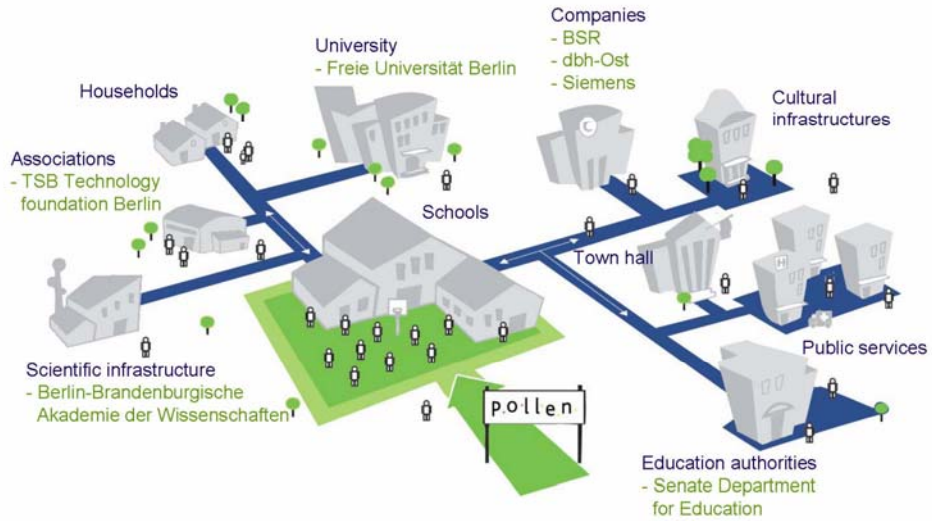 Companies
- BSR
- dbh-Ost
- Siemens
University
- Freie Universität Berlin
Households
Cultural
infrastructures
Associations
- TSB Technology
foundation Berlin
C
Schools
Town hall
H
Public services
Scientific infrastructure
- Berlin-Brandenburgische
Akademie der Wissenschaften
pollen
Education authorities
- Senate Department
for Education